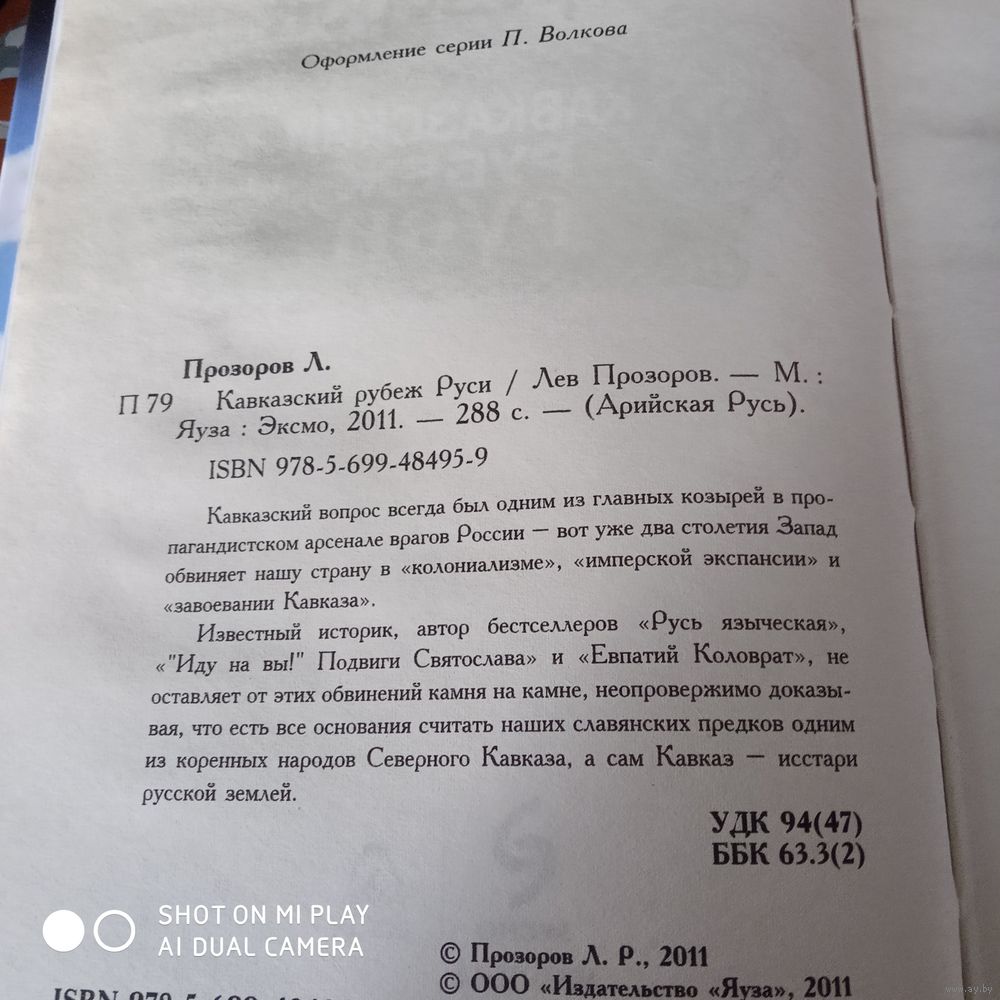 Оформление серии П. Волкова
Прозоров Л.
П 79 Кавказский рубеж Руси / Лев Прозоров. — М. :
Яуза : Эксмо, 2011. — 288 с. — (Арийская Русь).
ISBN 978-5-699-48495-9
Кавказский вопрос всегда был одним из главных козырей в про-
пагандистском арсенале врагов России — вот уже два столетия Запад
обвиняет нашу страну в «колониализме», «имперской экспансии» и
«завоевании Кавказа».
Известный историк, автор бестселлеров «Русь языческая»,
«"Иду на вы!" Подвиги Святослава» и «Евпатий Коловрат», не
оставляет от этих обвинений камня на камне, неопровержимо доказы-
вая, что есть все основания считать наших славянских предков одним
из коренных народов Северного Кавказа, а сам Кавказ — исстари
русской землей.
УДК 94(47)
ББК 63.3(2)
SHOT ON MI PLAY
AI DUAL CAMERA
© Прозоров Л. Р., 2011
© ООО «Издательство «Яуза», 2011
www.ay.by